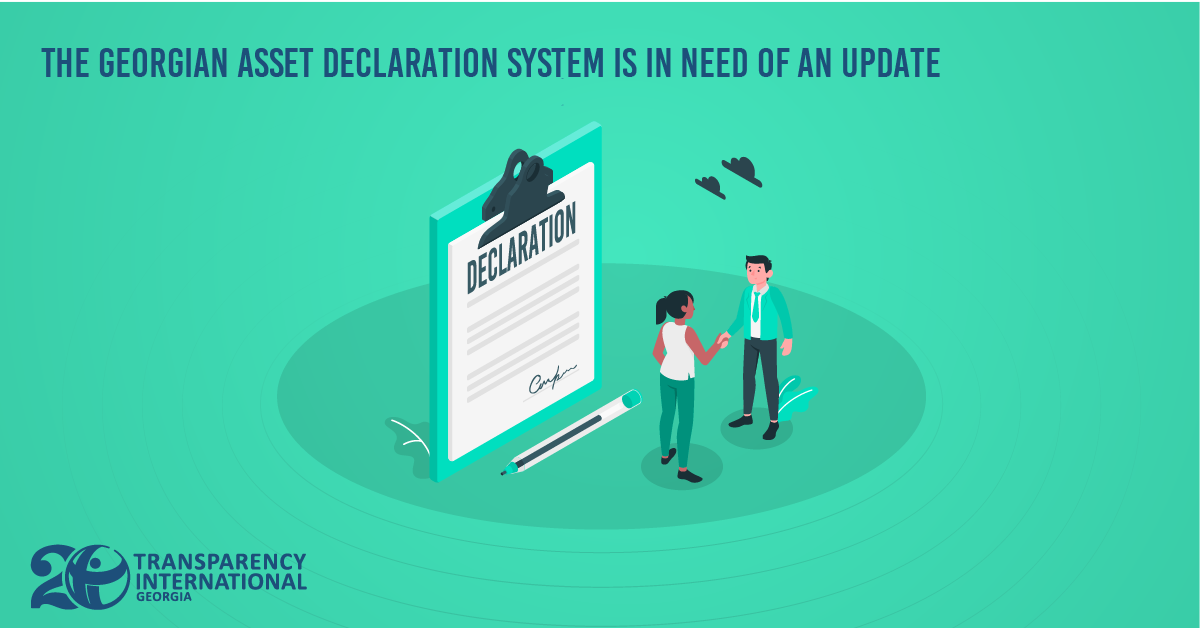 THE GEORGIAN ASSET DECLARATION SYSTEM IS IN NEED OF AN UPDATE
DECLARATION
20 TRANSPARENCY
INTERNATIONAL
GEORGIA